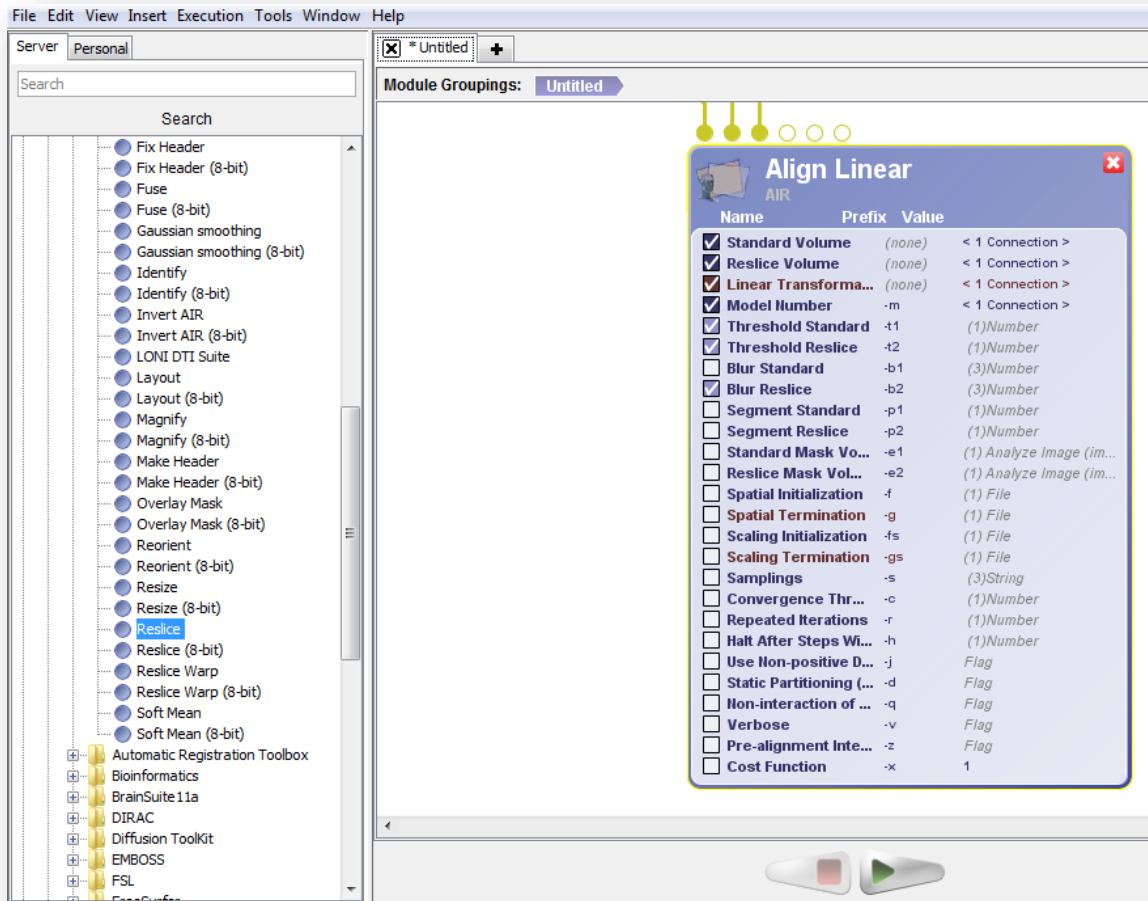 File Edit View Insert Execution Tools Window Help
Server Personal
Search
Search
Fix Header
Fix Header (8-bit)
Fuse
Fuse (8-bit)
Gaussian smoothing
Gaussian smoothing (8-bit)
Identify
Identify (8-bit)
Invert AIR
Invert AIR (8-bit)
LONI DTI Suite
Layout
Layout (8-bit)
Magnify
Magnify (8-bit)
Make Header
Make Header (8-bit)
Overlay Mask
Overlay Mask (8-bit)
Reorient
Reorient (8-bit)
Resize
Resize (8-bit)
Reslice
Reslice (8-bit)
Reslice Warp
Reslice Warp (8-bit)
Soft Mean
Soft Mean (8-bit)
Automatic Registration Toolbox
Bioinformatics
BrainSuite11a
DIRAC
Diffusion ToolKit
EMBOSS
FSL
* Untitled
Module Groupings: Untitled
Align Linear
AIR
Name Prefix Value
Standard Volume (none) < 1 Connection >
Reslice Volume (none) < 1 Connection >
Linear Transforma... (none) < 1 Connection >
Model Number -m < 1 Connection >
Threshold Standard -t1 (1)Number
Threshold Reslice -t2 (1)Number
Blur Standard -b1 (3)Number
Blur Reslice -b2 (3)Number
Segment Standard -p1 (1)Number
Segment Reslice -p2 (1)Number
Standard Mask Vo... -e1 (1) Analyze Image (im...
Reslice Mask Vol... -e2 (1) Analyze Image (im...
Spatial Initialization -f (1) File
Spatial Termination -g (1) File
Scaling Initialization -fs (1) File
Scaling Termination -gs (1) File
Samplings -s (3)String
Convergence Thr... -c (1)Number
Repeated Iterations -r (1)Number
Halt After Steps Wi... -h (1)Number
Use Non-positive D... -j Flag
Static Partitioning (... -d Flag
Non-interaction of ... -q Flag
Verbose -v Flag
Pre-alignment Inte... -z Flag
Cost Function -x 1